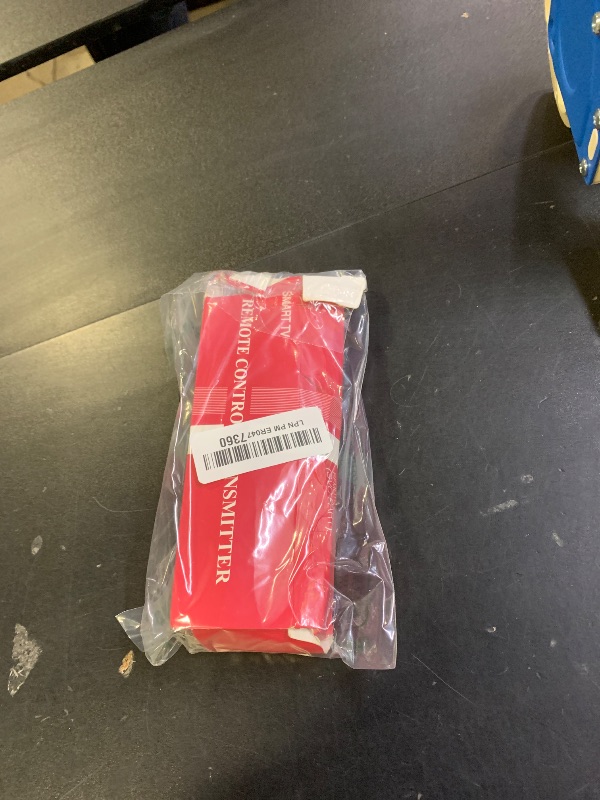 SMART TV
REMOTE CONTRO NSMITTER
LPN PM ER0477360